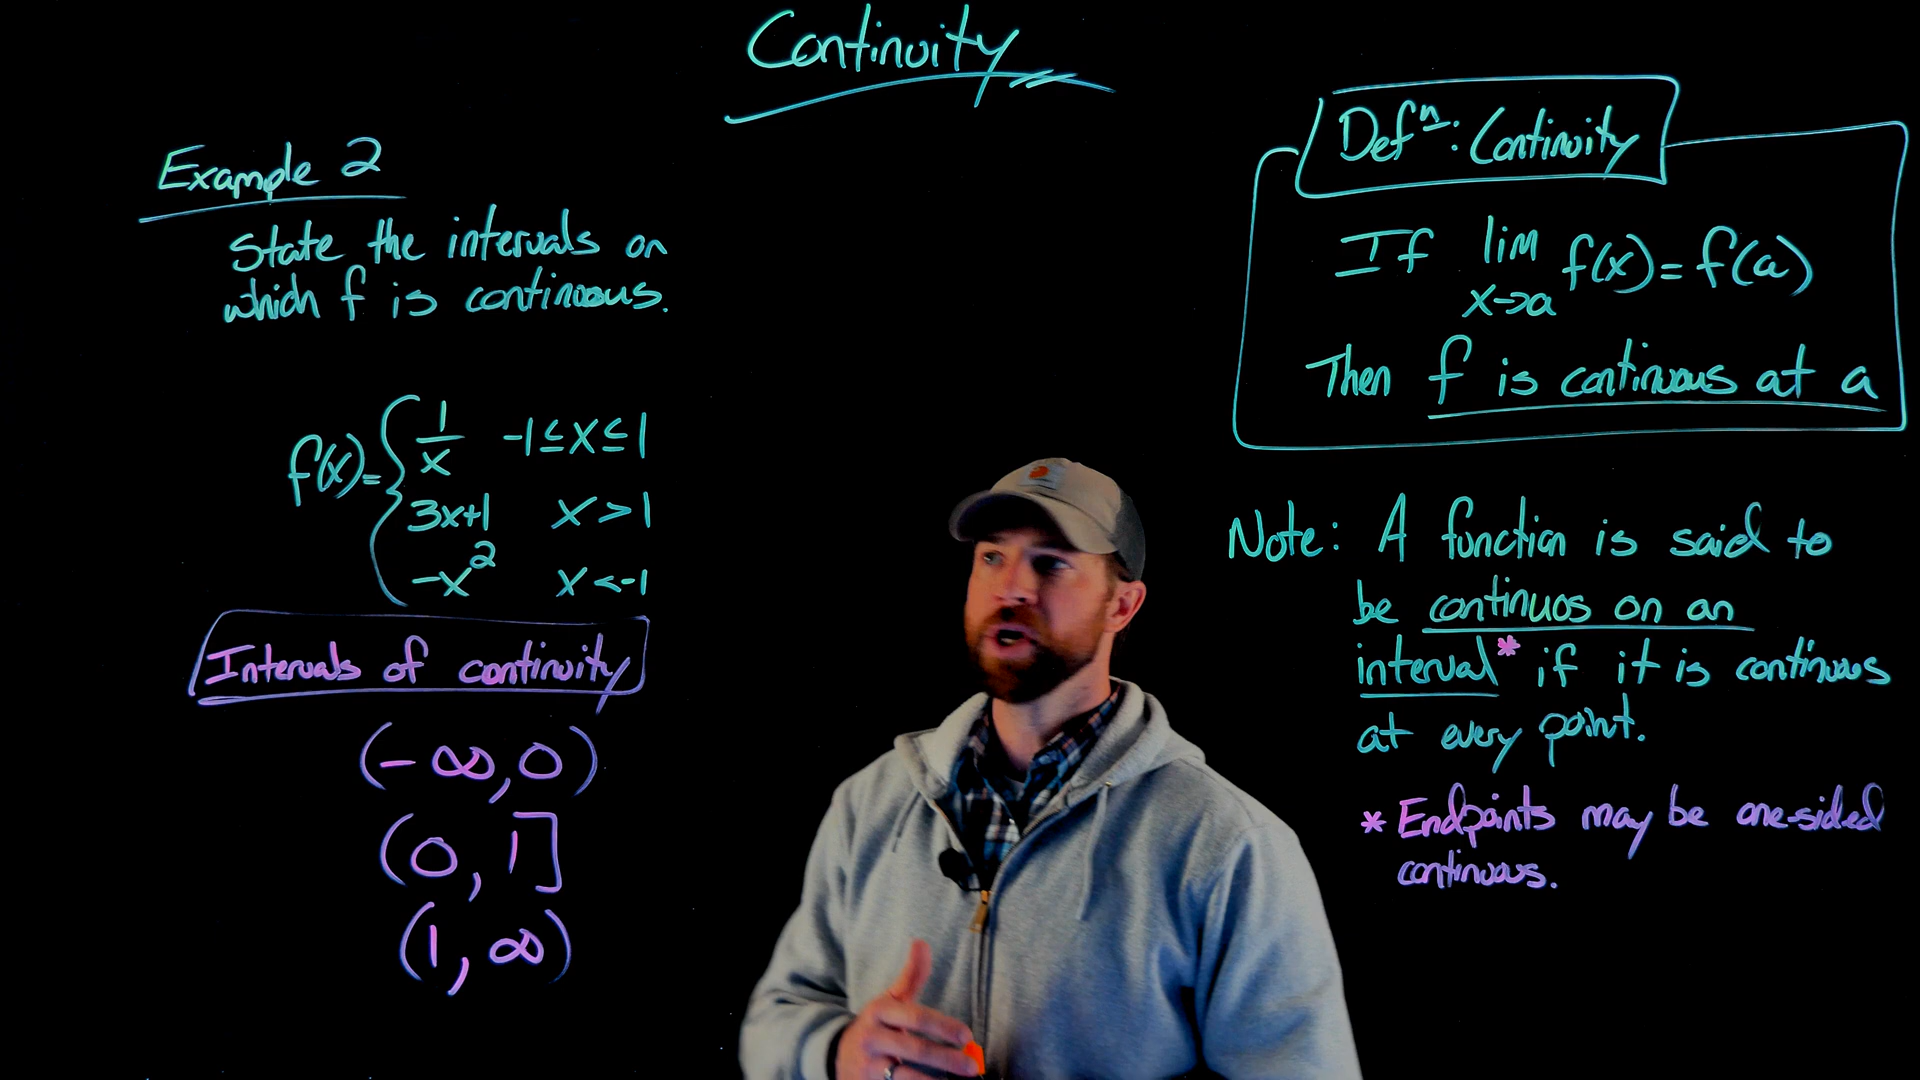 Continuity
Example 2
State the intervals on
which f is continuous.
f(x)= { 1/x -1≤x≤1
3x+1 x>1
-x² x<-1
Intervals of continuity
(-∞,0)
(0,1]
(1,∞)
Defⁿ: Continuity
If lim f(x)=f(a)
x→a
Then f is continuous at a
Note: A function is said to
be continuos on an
interval* if it is continuous
at every point.
* Endpoints may be one-sided
continuous.